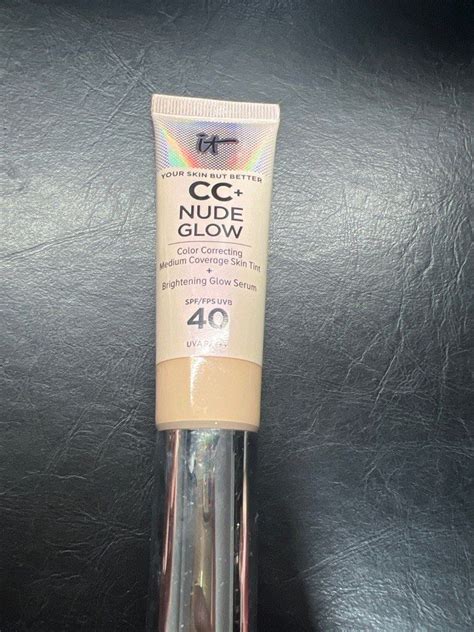 it
YOUR SKIN BUT BETTER
CC+
NUDE
GLOW
Color Correcting
Medium Coverage Skin Tint
+
Brightening Glow Serum
SPF/FPS UVB
40